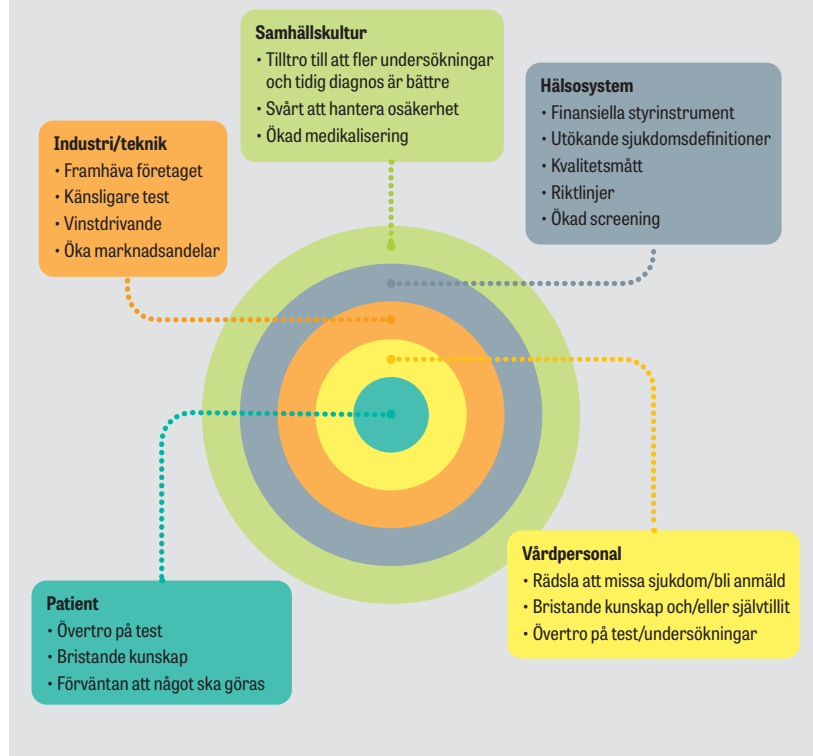 Samhällskultur
• Tilltro till att fler undersökningar
och tidig diagnos är bättre
• Svårt att hantera osäkerhet
• Ökad medikalisering
Hälsosystem
• Finansiella styrinstrument
• Utökande sjukdomsdefinitioner
• Kvalitetsmått
• Riktlinjer
• Ökad screening
Industri/teknik
• Framhäva företaget
• Känsligare test
• Vinstdrivande
• Öka marknadsandelar
Vårdpersonal
• Rädsla att missa sjukdom/bli anmäld
• Bristande kunskap och/eller självtillit
• Övertro på test/undersökningar
Patient
• Övertro på test
• Bristande kunskap
• Förväntan att något ska göras